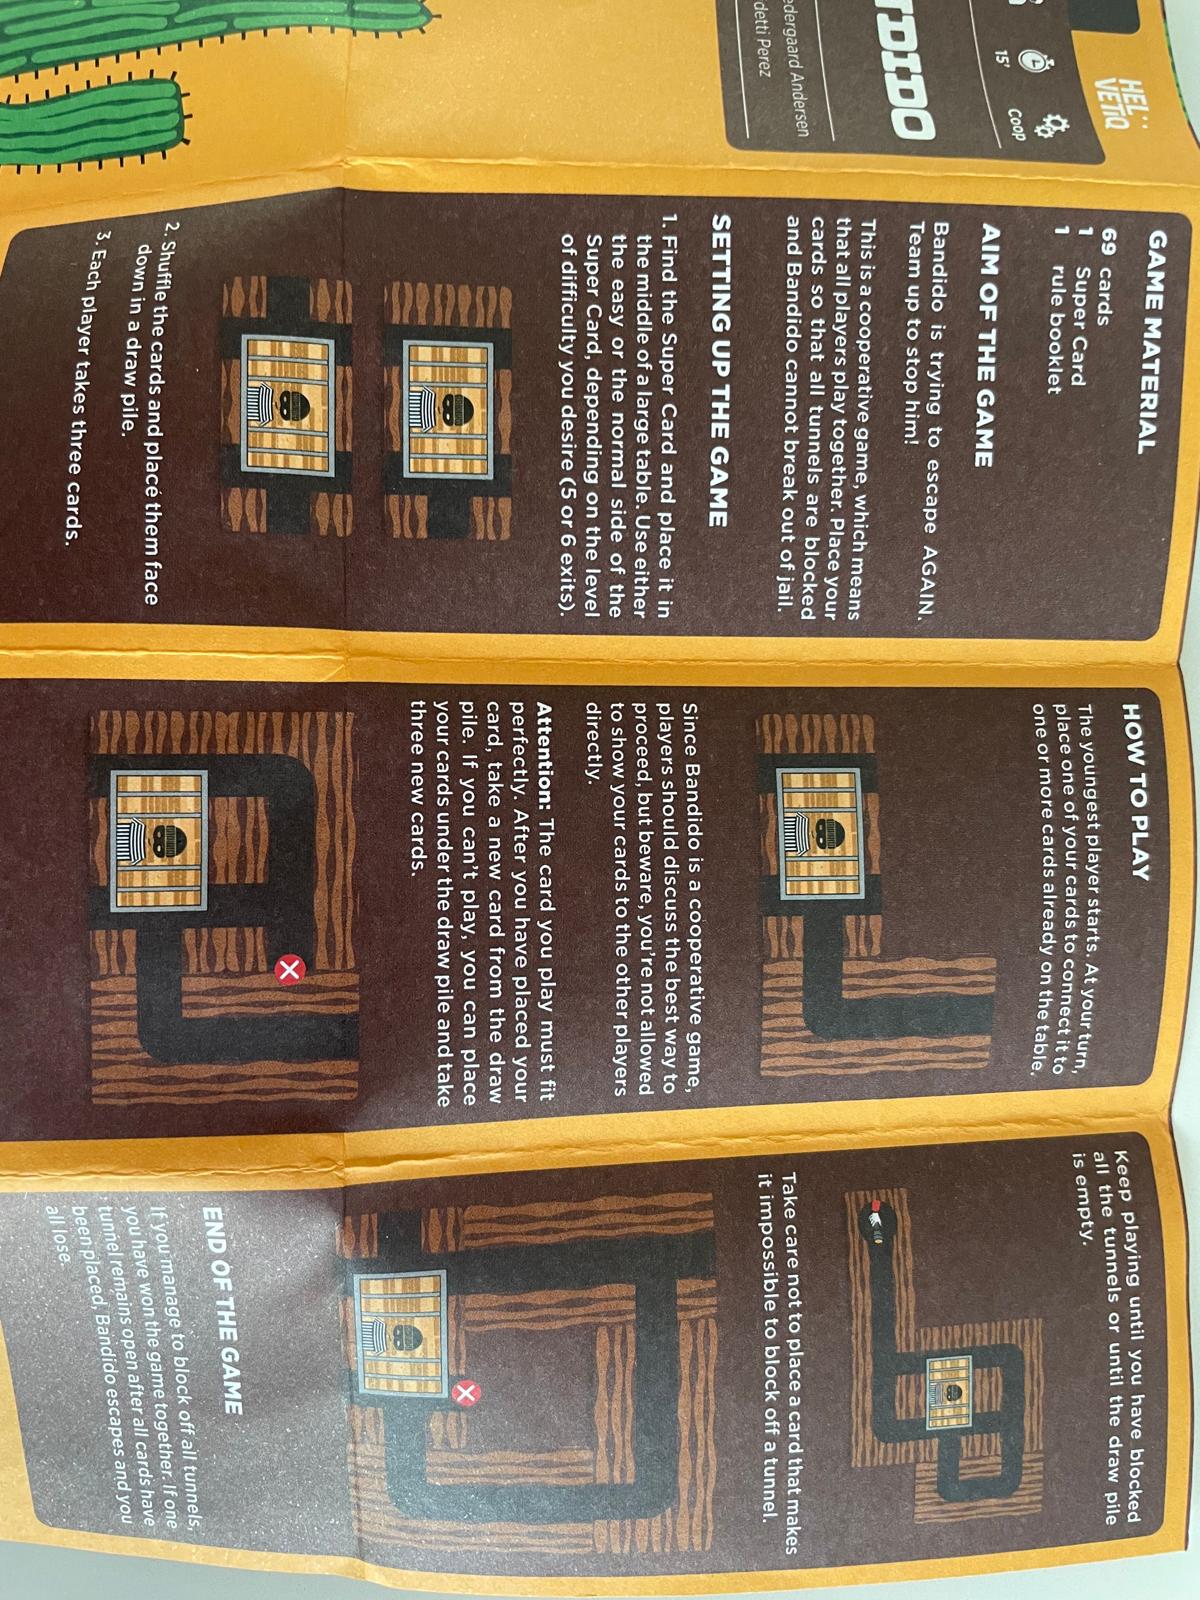 HEL
VETIQ
15'
Coop
DIDO
edergaard Andersen
detti Perez
GAME MATERIAL
69 cards
1 Super Card
1 rule booklet
AIM OF THE GAME
Bandido is trying to escape AGAIN.
Team up to stop him!
This is a cooperative game, which means
that all players play together. Place your
cards so that all tunnels are blocked
and Bandido cannot break out of jail.
SETTING UP THE GAME
1. Find the Super Card and place it in
the middle of a large table. Use either
the easy or the normal side of the
Super Card, depending on the level
of difficulty you desire (5 or 6 exits).
2. Shuffle the cards and place them face
down in a draw pile.
3. Each player takes three cards.
HOW TO PLAY
The youngest player starts. At your turn,
place one of your cards to connect it to
one or more cards already on the table.
Since Bandido is a cooperative game,
players should discuss the best way to
proceed, but beware, you're not allowed
to show your cards to the other players
directly.
Attention: The card you play must fit
perfectly. After you have placed your
card, take a new card from the draw
pile. If you can't play, you can place
your cards under the draw pile and take
three new cards.
Keep playing until you have blocked
all the tunnels or until the draw pile
is empty.
Take care not to place a card that makes
it impossible to block off a tunnel.
END OF THE GAME
If you manage to block off all tunnels,
you have won the game together. If one
tunnel remains open after all cards have
been placed, Bandido escapes and you
all lose.